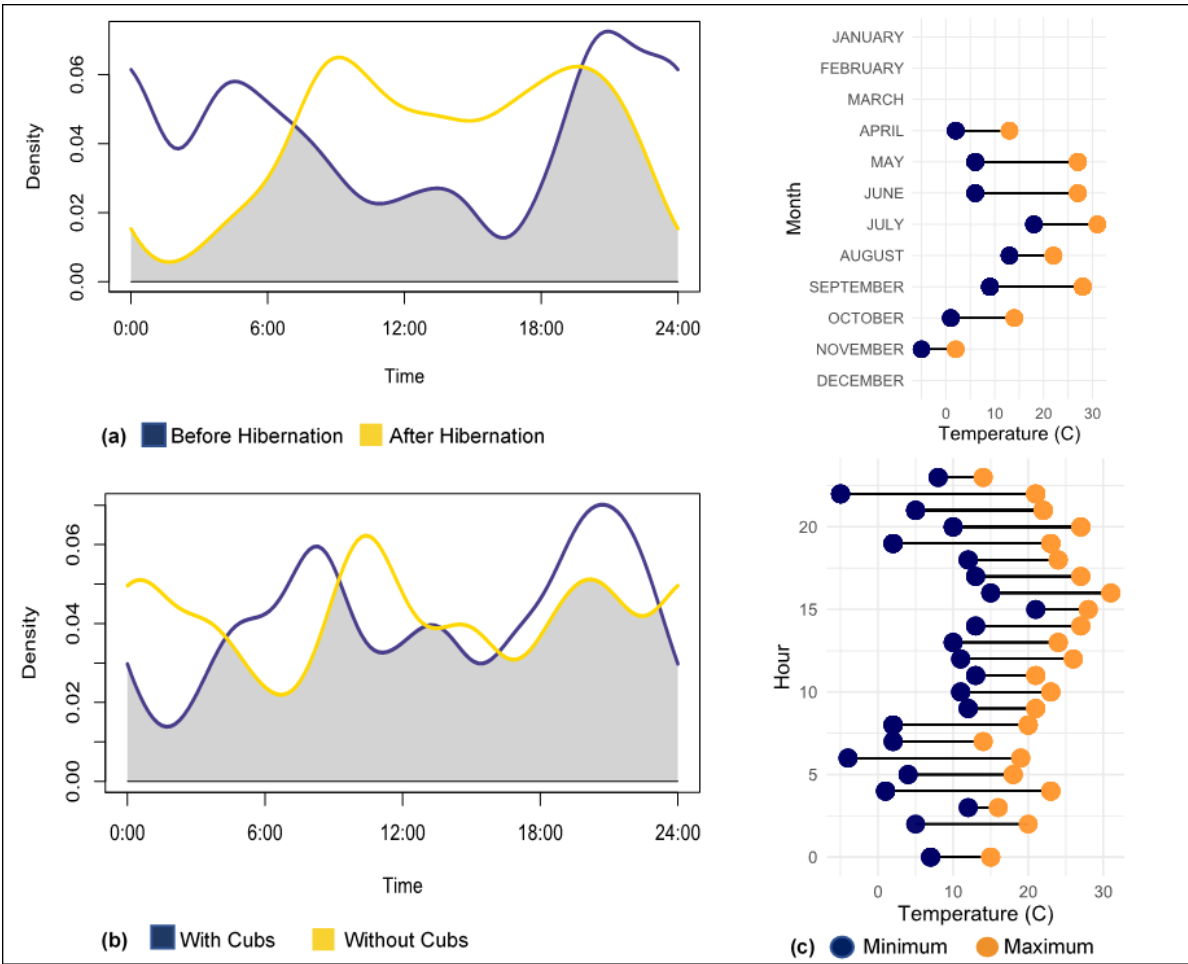 Density
0.06
0.04
0.02
0.00
0:00 6:00 12:00 18:00 24:00
Time
(a) Before Hibernation After Hibernation
Density
0.06
0.04
0.02
0.00
0:00 6:00 12:00 18:00 24:00
Time
(b) With Cubs Without Cubs
Month
JANUARY
FEBRUARY
MARCH
APRIL
MAY
JUNE
JULY
AUGUST
SEPTEMBER
OCTOBER
NOVEMBER
DECEMBER
0 10 20 30
Temperature (C)
Hour
20
15
10
5
0
0 10 20 30
Temperature (C)
(c) Minimum Maximum